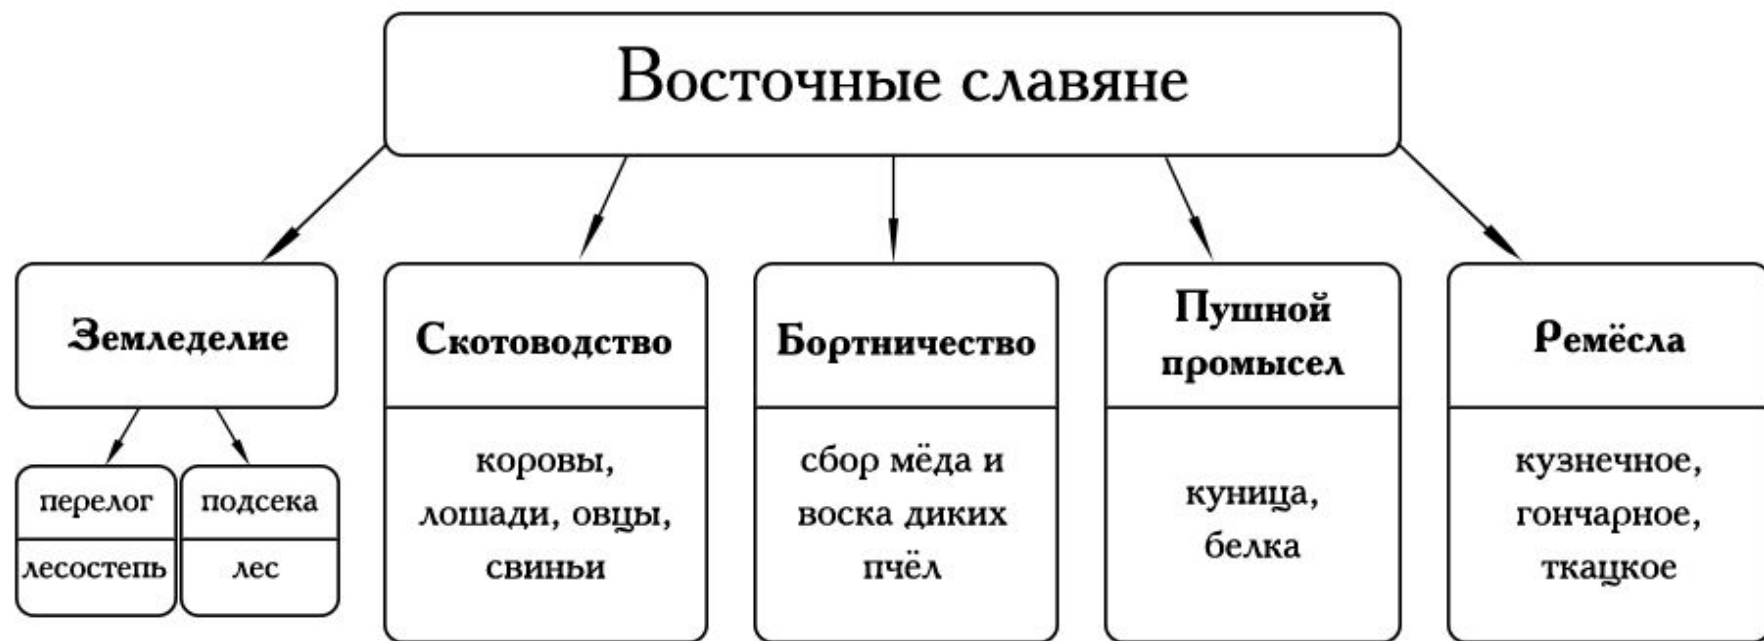 Восточные славяне
Земледелие
перелог
лесостепь
подсека
лес
Скотоводство
коровы,
лошади, овцы,
свиньи
Бортничество
сбор мёда и
воска диких
пчёл
Пушной
промысел
куница,
белка
Ремёсла
кузнечное,
гончарное,
ткацкое